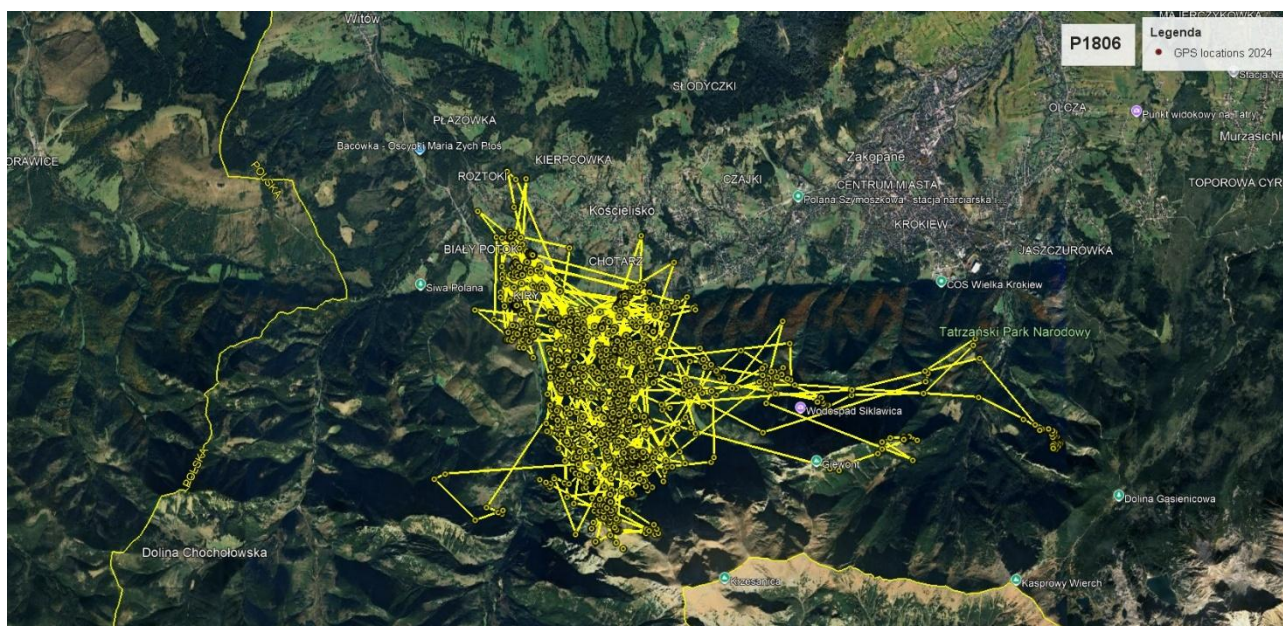 Witów
MAJERCZYKÓWKA
P1806
Legenda
GPS locations 2024
SŁODYCZKI
Stacja Na
OLCZA
Punkt widokowy na Tatry
PŁAZÓWKA
Murzasichle
Bacówka - Oscypki Maria Zych Ptoś
ORAWICE
KIERPCÓWKA
Zakopane
POLSKA
ROZTOKI
CZAJKI
CENTRUM MIASTA
TOPOROWA CYR
Polana Szymoszkowa - stacja narciarska i...
Kościelisko
KROKIEW
BIAŁY POTOK
JASZCZURÓWKA
CHOTARZ
Siwa Polana
COS Wielka Krokiew
KIRY
Tatrzański Park Narodowy
Wodospad Siklawica
Giewont
POLSKA
Dolina Gąsienicowa
Dolina Chochołowska
Krzesanica
Kasprowy Wierch